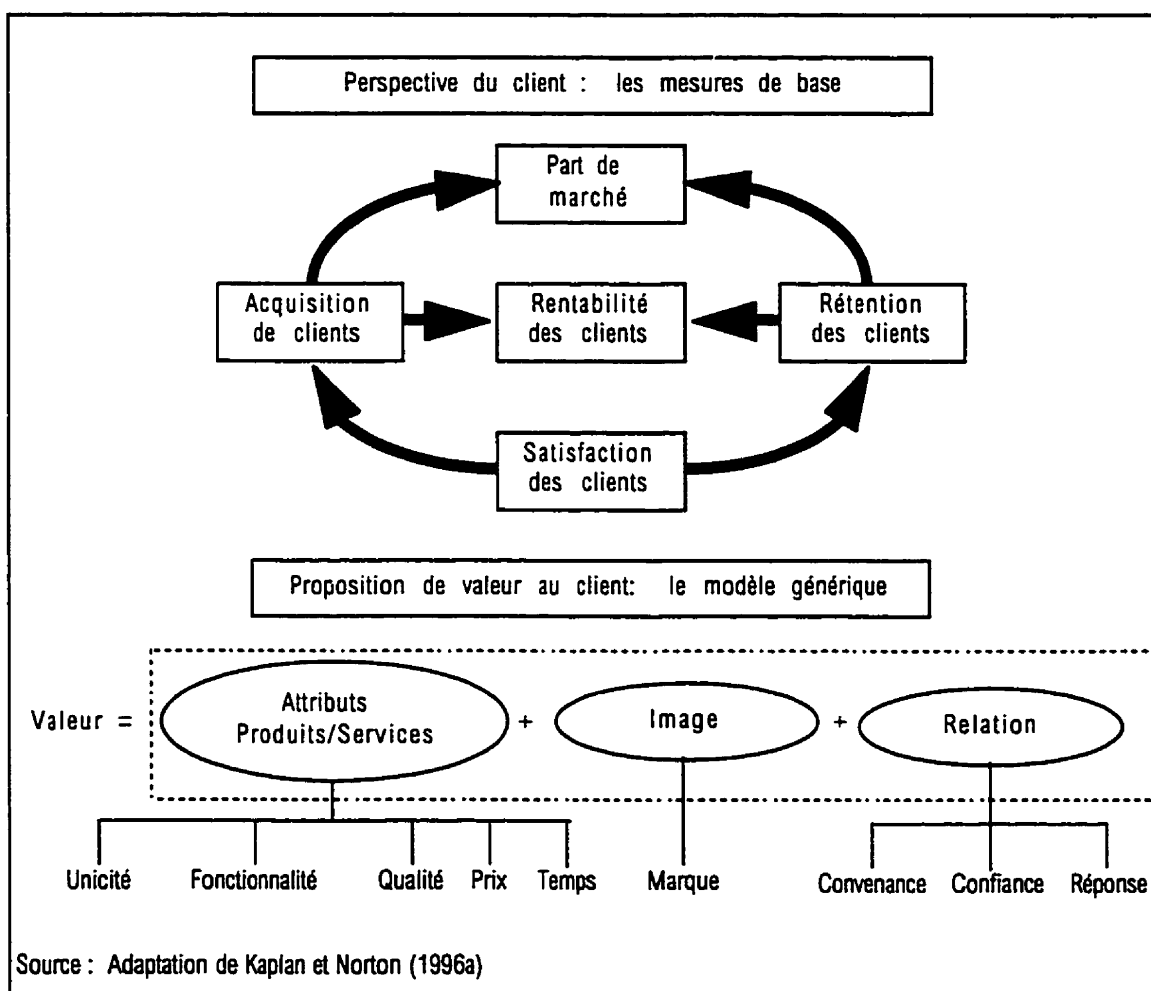 Perspective du client : les mesures de base
Part de
marché
Acquisition
de clients
Rentabilité
des clients
Rétention
des clients
Satisfaction
des clients
Proposition de valeur au client: le modèle générique
Valeur =
Attributs
Produits/Services
+
Image
+
Relation
Unicité Fonctionnalité Qualité Prix Temps Marque Convenance Confiance Réponse
Source : Adaptation de Kaplan et Norton (1996a)